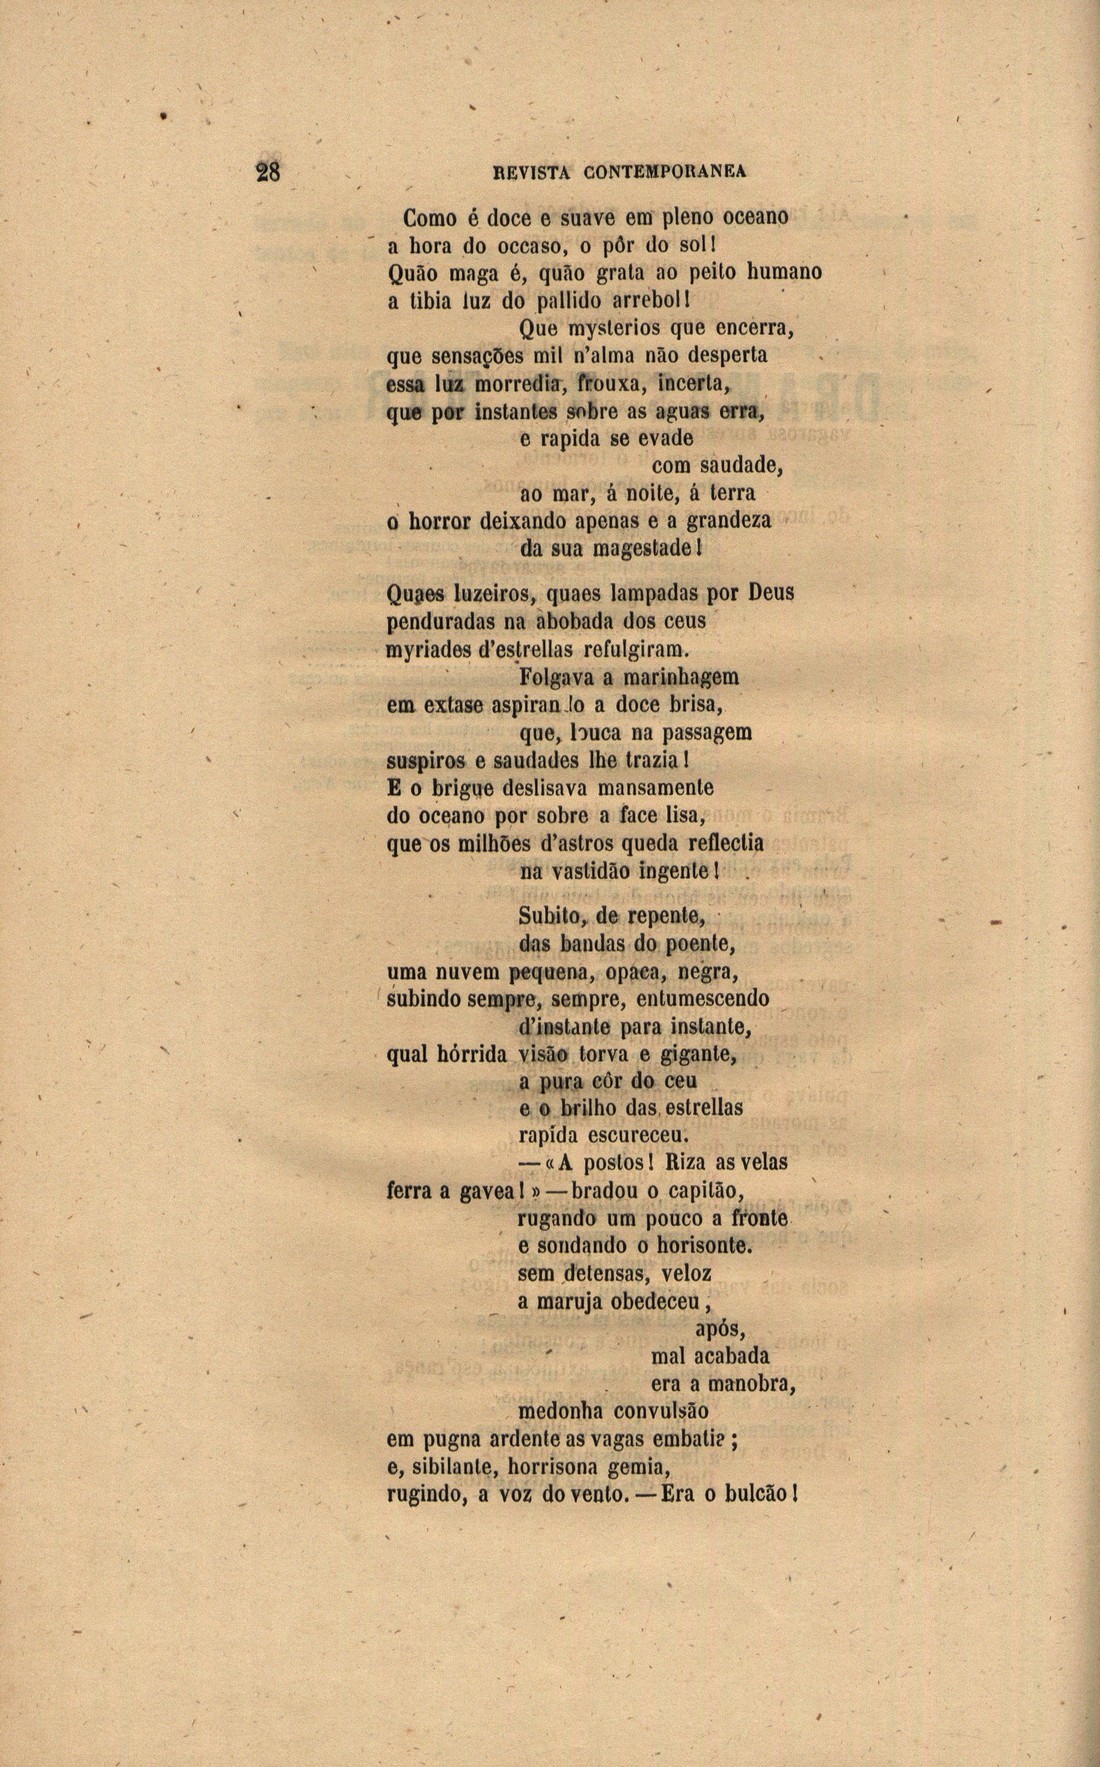 28
REVISTA CONTEMPORANEA
Como é doce e suave em pleno oceano
a hora do occaso, o pôr do sol!
Quão maga é, quão grata ao peito humano
a tibia luz do pallido arrebol!
Que mysterios que encerra,
que sensações mil n'alma não desperta
essa luz morredia, frouxa, incerta,
que por instantes sobre as aguas erra,
e rapida se evade
com saudade,
ao mar, á noite, á terra
o horror deixando apenas e a grandeza
da sua magestade!
Quaes luzeiros, quaes lampadas por Deus
penduradas na abobada dos ceus
myriades d'estrellas refulgiram.
Folgava a marinhagem
em extase aspirando a doce brisa,
que, louca na passagem
suspiros e saudades lhe trazia!
E o brigue deslisava mansamente
do oceano por sobre a face lisa,
que os milhões d'astros queda reflectia
na vastidão ingente!
Subito, de repente,
das bandas do poente,
uma nuvem pequena, opaca, negra,
subindo sempre, sempre, entumescendo
d'instante para instante,
qual hórrida visão torva e gigante,
a pura côr do ceu
e o brilho das estrellas
rapida escureceu.
—«A postos! Riza as velas
ferra a gavea!»—bradou o capitão,
rugando um pouco a fronte
e sondando o horisonte.
sem detensas, veloz
a maruja obedeceu,
após,
mal acabada
era a manobra,
medonha convulsão
em pugna ardente as vagas embatia;
e, sibilante, horrisona gemia,
rugindo, a voz do vento.—Era o bulcão!